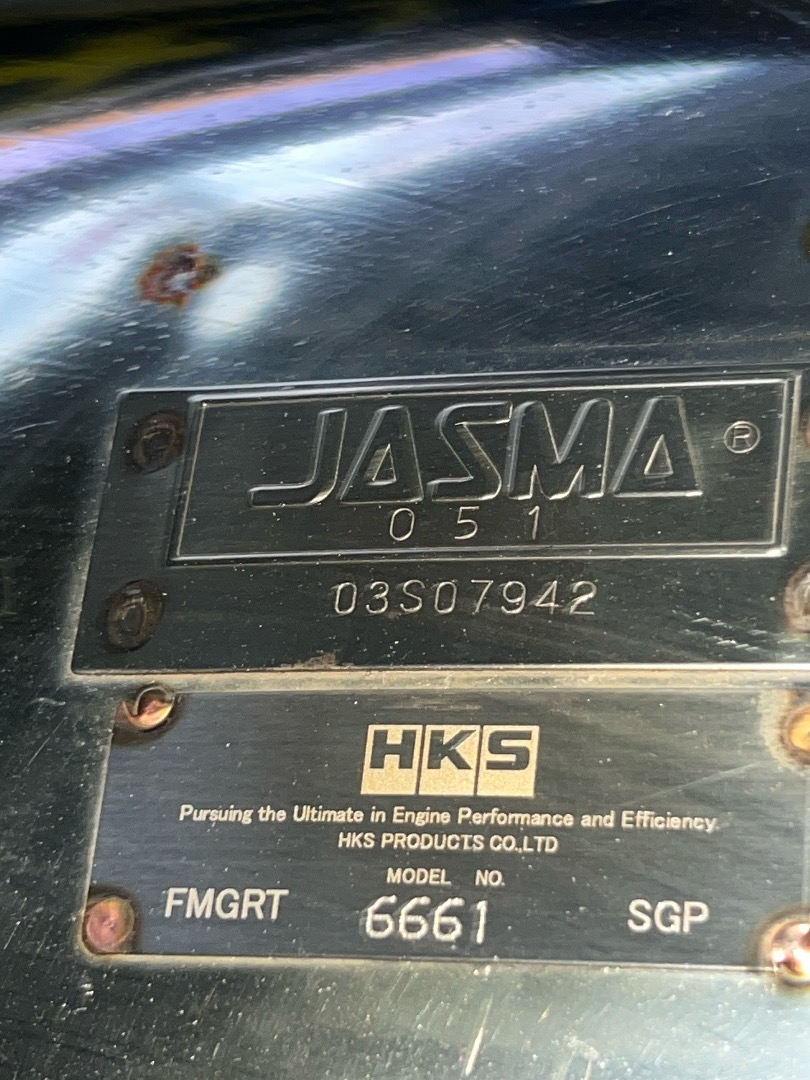 JASMA®
051
03S07942
HKS
Pursuing the Ultimate in Engine Performance and Efficiency.
HKS PRODUCTS CO.,LTD
MODEL NO.
FMGRT 6661 SGP